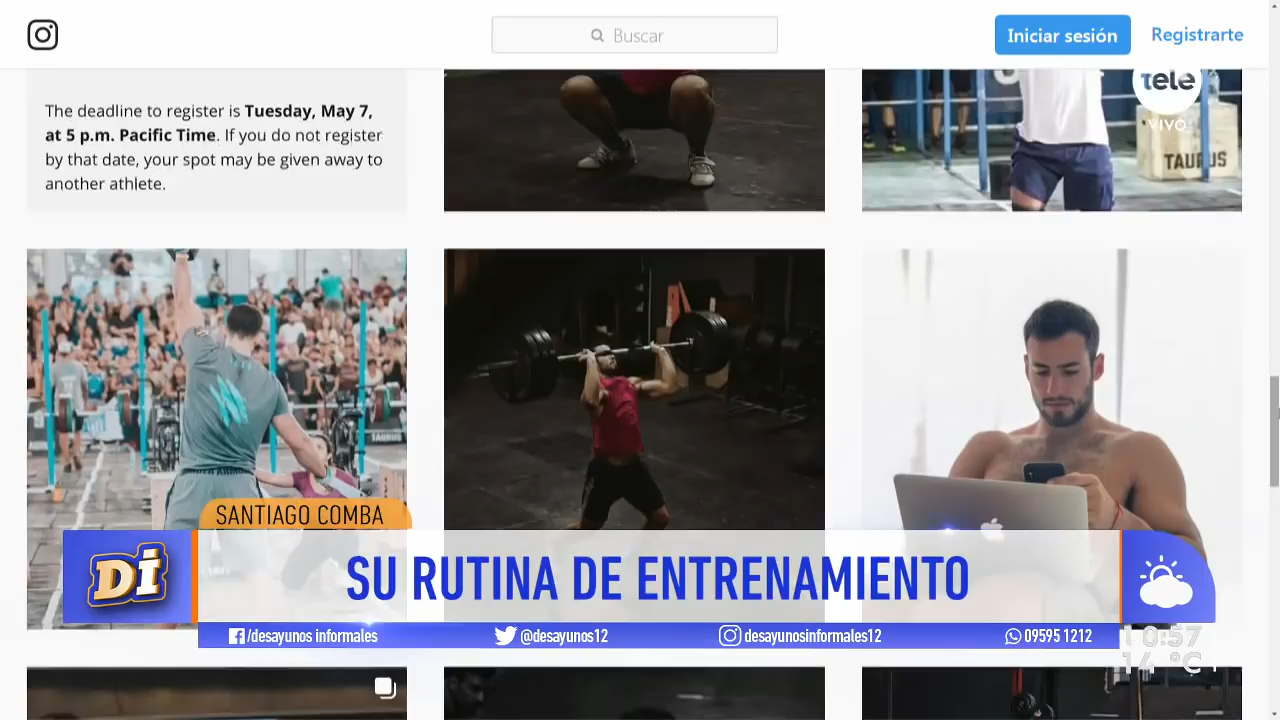 Buscar
Iniciar sesión
Registrarte
The deadline to register is Tuesday, May 7,
at 5 p.m. Pacific Time. If you do not register
by that date, your spot may be given away to
another athlete.
tele
VIVO
TAURUS
TAURUS
SANTIAGO COMBA
Di
SU RUTINA DE ENTRENAMIENTO
/desayunos informales
@desayunos12
desayunosinformales12
09595 1212
10:57
14 °C